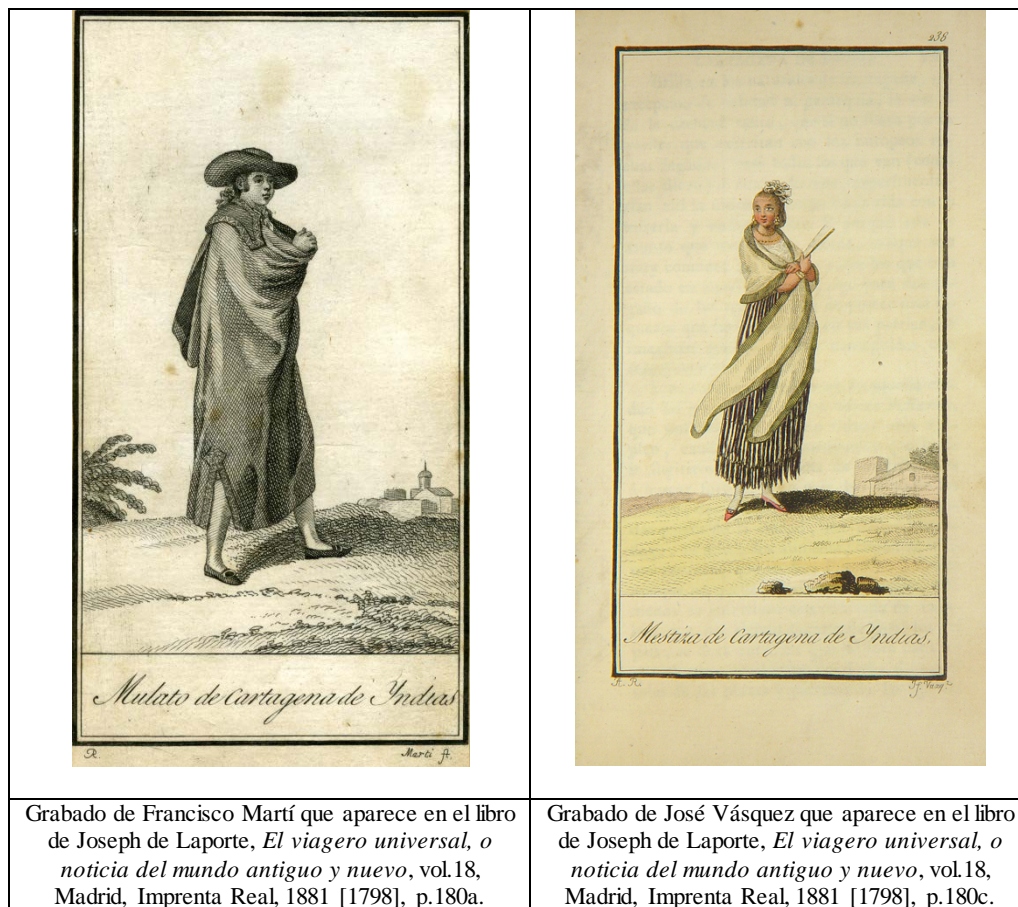 Mulato de Cartagena de Yndias
R.
Marti ft.
236
Mestiza de Cartagena de Yndias.
A. R.
Grabado de Francisco Martí que aparece en el libro
de Joseph de Laporte, El viagero universal, o
noticia del mundo antiguo y nuevo, vol.18,
Madrid, Imprenta Real, 1881 [1798], p.180a.
Grabado de José Vásquez que aparece en el libro
de Joseph de Laporte, El viagero universal, o
noticia del mundo antiguo y nuevo, vol.18,
Madrid, Imprenta Real, 1881 [1798], p.180c.